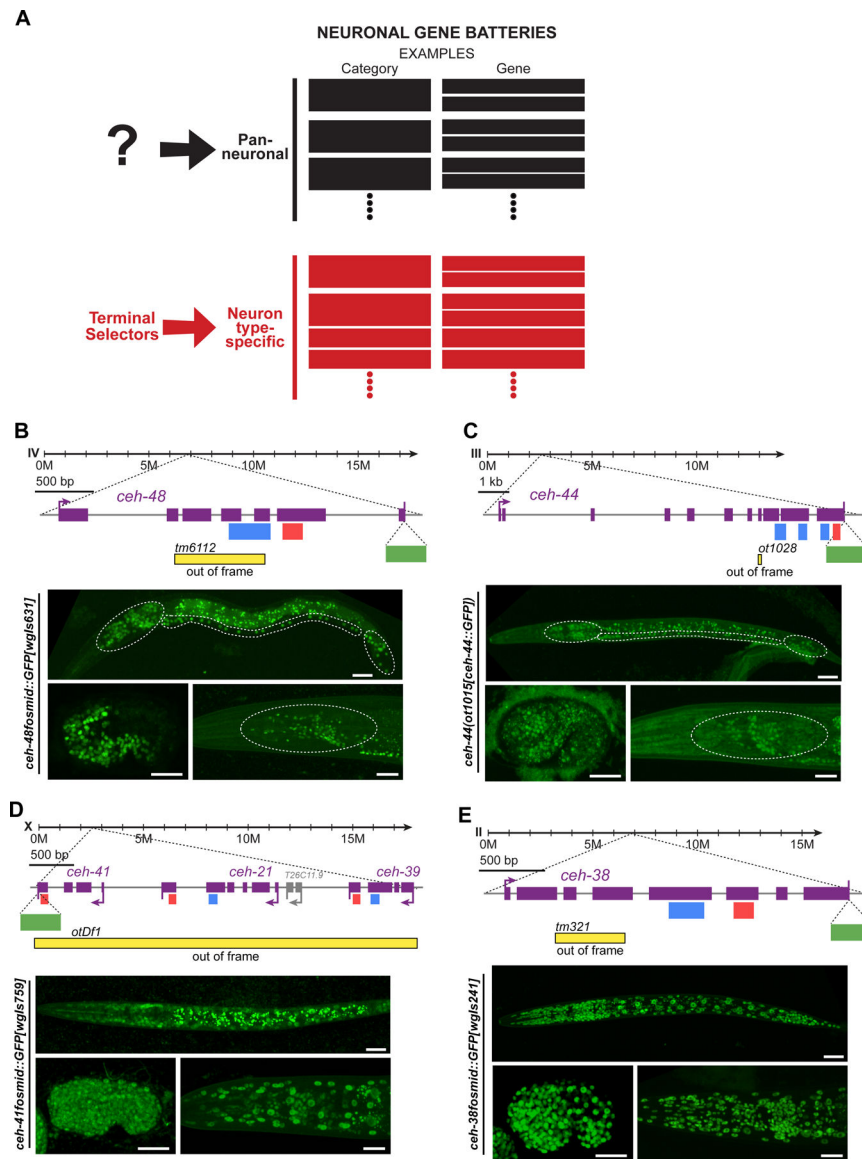 A
NEURONAL GENE BATTERIES
EXAMPLES
Category Gene
?
Pan-
neuronal
Terminal
Selectors
Neuron
type-
specific
B
IV
0M 5M 10M 15M
500 bp
ceh-48
tm6112
out of frame
ceh-48fosmid::GFP[wgIs631]
C
III
0M 5M 10M
1 kb
ceh-44
ot1028
out of frame
ceh-44(ot1015[ceh-44::GFP])
D
X
0M 5M 10M 15M
500 bp
ceh-41 ceh-21 T26C11.9 ceh-39
otDf1
out of frame
ceh-41fosmid::GFP[wgIs759]
E
II
0M 5M 10M 15M
500 bp
ceh-38
tm321
out of frame
ceh-38fosmid::GFP[wgIs241]